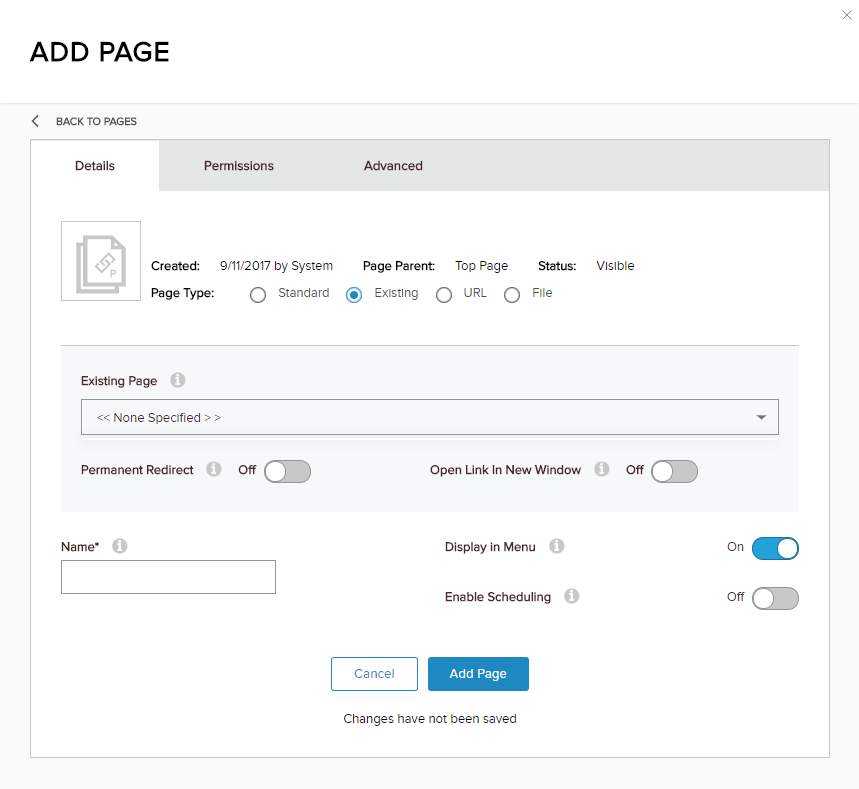 ADD PAGE
BACK TO PAGES
Details Permissions Advanced
Created: 9/11/2017 by System Page Parent: Top Page Status: Visible
Page Type: Standard Existing URL File
P
Existing Page
<< None Specified > >
Permanent Redirect Off Open Link In New Window Off
Name* Display in Menu On
Enable Scheduling Off
Cancel Add Page
Changes have not been saved